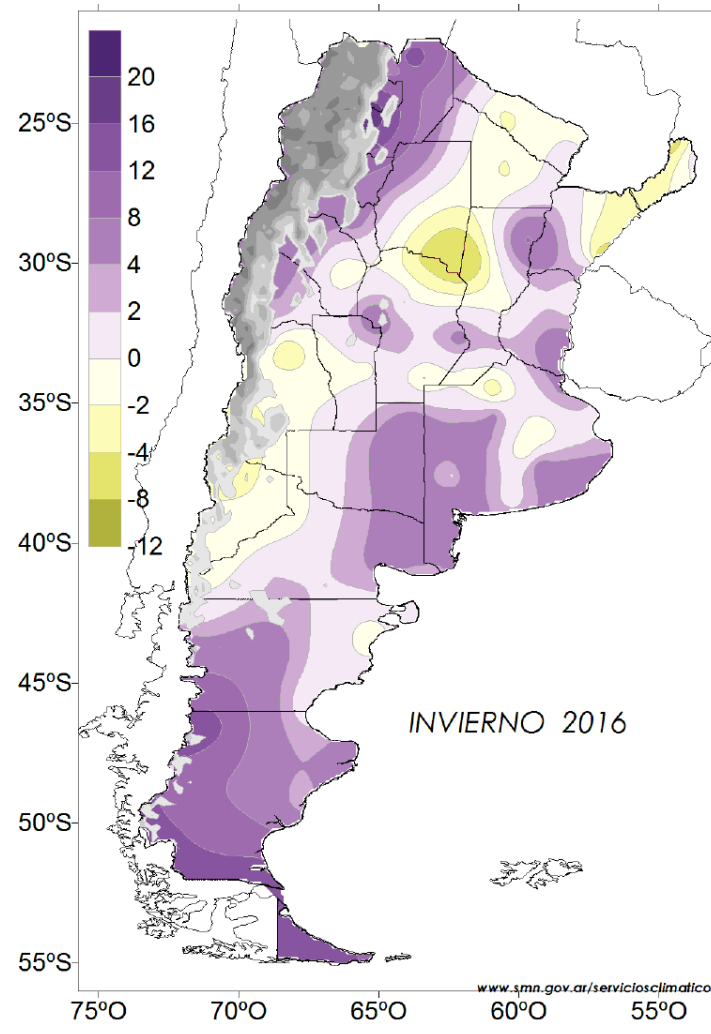 20
16
12
8
4
2
0
-2
-4
-8
-12
25ºS
30ºS
35ºS
40ºS
45ºS
50ºS
55ºS
INVIERNO 2016
www.smn.gov.ar/serviciosclimatico
75ºO 70ºO 65ºO 60ºO 55ºO